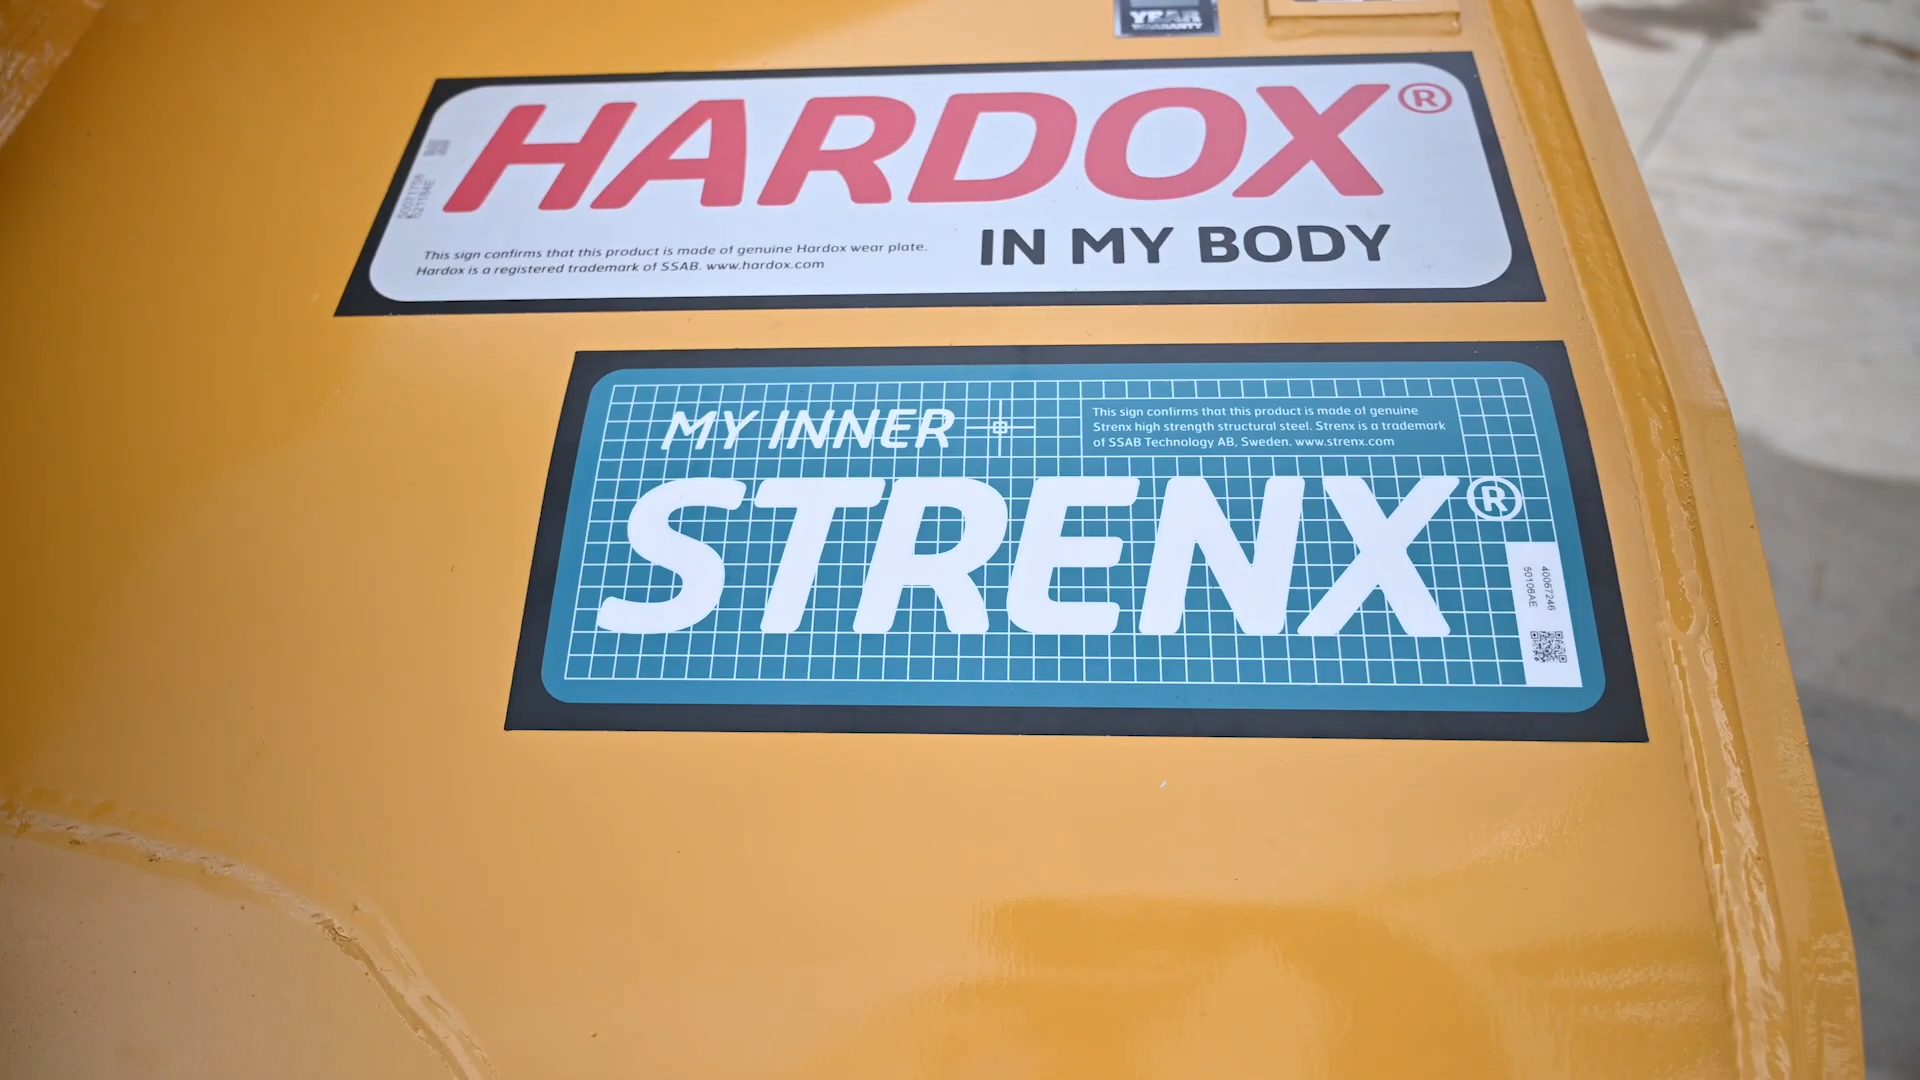 YEAR
WARRANTY
HARDOX®
IN MY BODY
This sign confirms that this product is made of genuine Hardox wear plate.
Hardox is a registered trademark of SSAB. www.hardox.com
MY INNER
This sign confirms that this product is made of genuine
Strenx high strength structural steel. Strenx is a trademark
of SSAB Technology AB, Sweden. www.strenx.com
STRENX®
40067246
50106AE